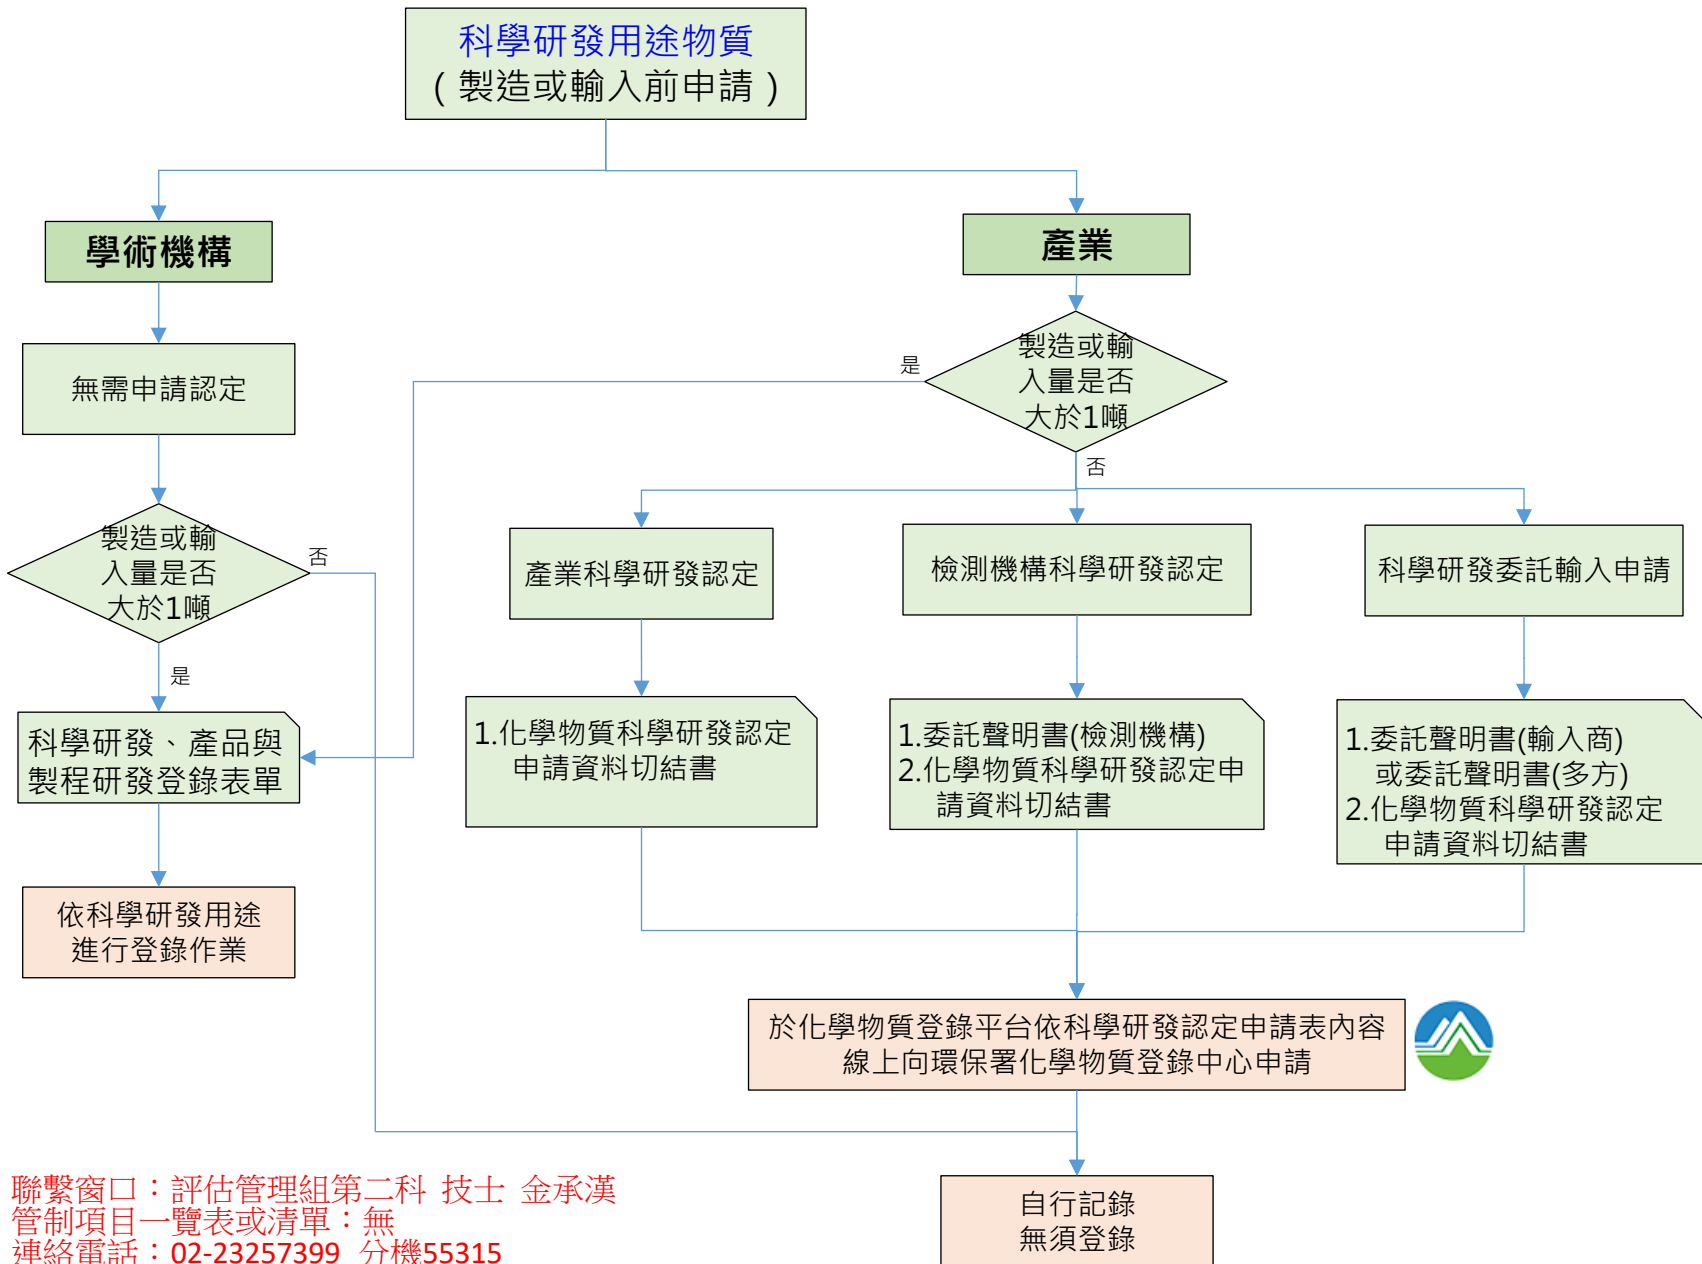 科學研發用途物質
(製造或輸入前申請)
學術機構
產業
無需申請認定
製造或輸
入量是否
大於1噸
是
否
製造或輸
入量是否
大於1噸
否
是
產業科學研發認定
檢測機構科學研發認定
科學研發委託輸入申請
科學研發、產品與
製程研發登錄表單
1.化學物質科學研發認定
申請資料切結書
1.委託聲明書(檢測機構)
2.化學物質科學研發認定申
請資料切結書
1.委託聲明書(輸入商)
或委託聲明書(多方)
2.化學物質科學研發認定
申請資料切結書
依科學研發用途
進行登錄作業
於化學物質登錄平台依科學研發認定申請表內容
線上向環保署化學物質登錄中心申請
自行記錄
無須登錄
聯繫窗口：評估管理組第二科 技士 金承漢
管制項目一覽表或清單：無
連絡電話：02-23257399 分機55315